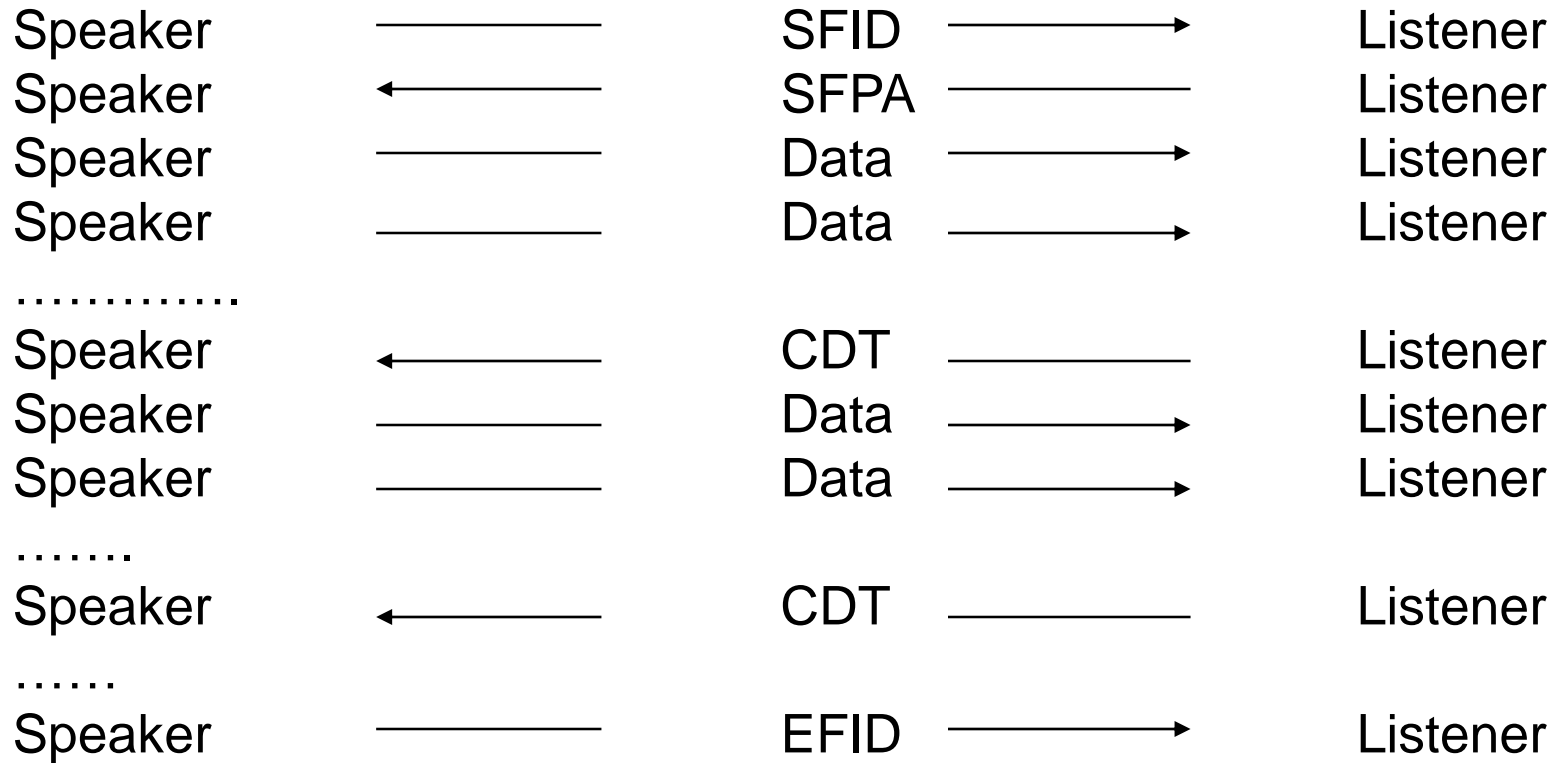 Speaker SFID Listener
Speaker SFPA Listener
Speaker Data Listener
Speaker Data Listener
………….
Speaker CDT Listener
Speaker Data Listener
Speaker Data Listener
…….
Speaker CDT Listener
……
Speaker EFID Listener